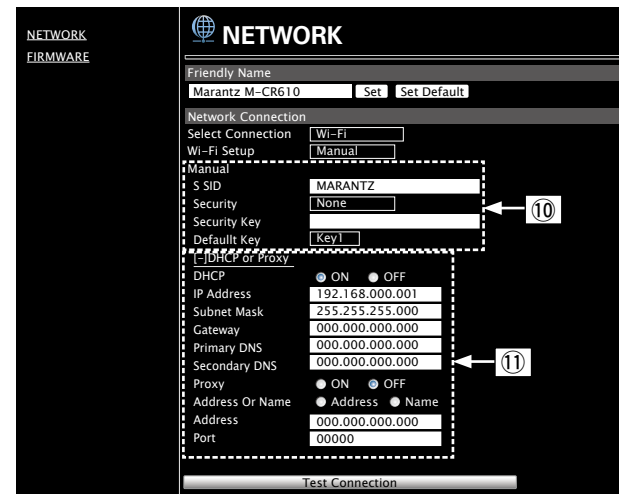 NETWORK
FIRMWARE
NETWORK
Friendly Name
Marantz M-CR610 Set Set Default
Network Connection
Select Connection Wi-Fi
Wi-Fi Setup Manual
Manual
S SID MARANTZ
Security None
Security Key
Defaullt Key Key1
⑩
[-]DHCP or Proxy
DHCP ON OFF
IP Address 192.168.000.001
Subnet Mask 255.255.255.000
Gateway 000.000.000.000
Primary DNS 000.000.000.000
Secondary DNS 000.000.000.000
⑪
Proxy ON OFF
Address Or Name Address Name
Address 000.000.000.000
Port 00000
Test Connection